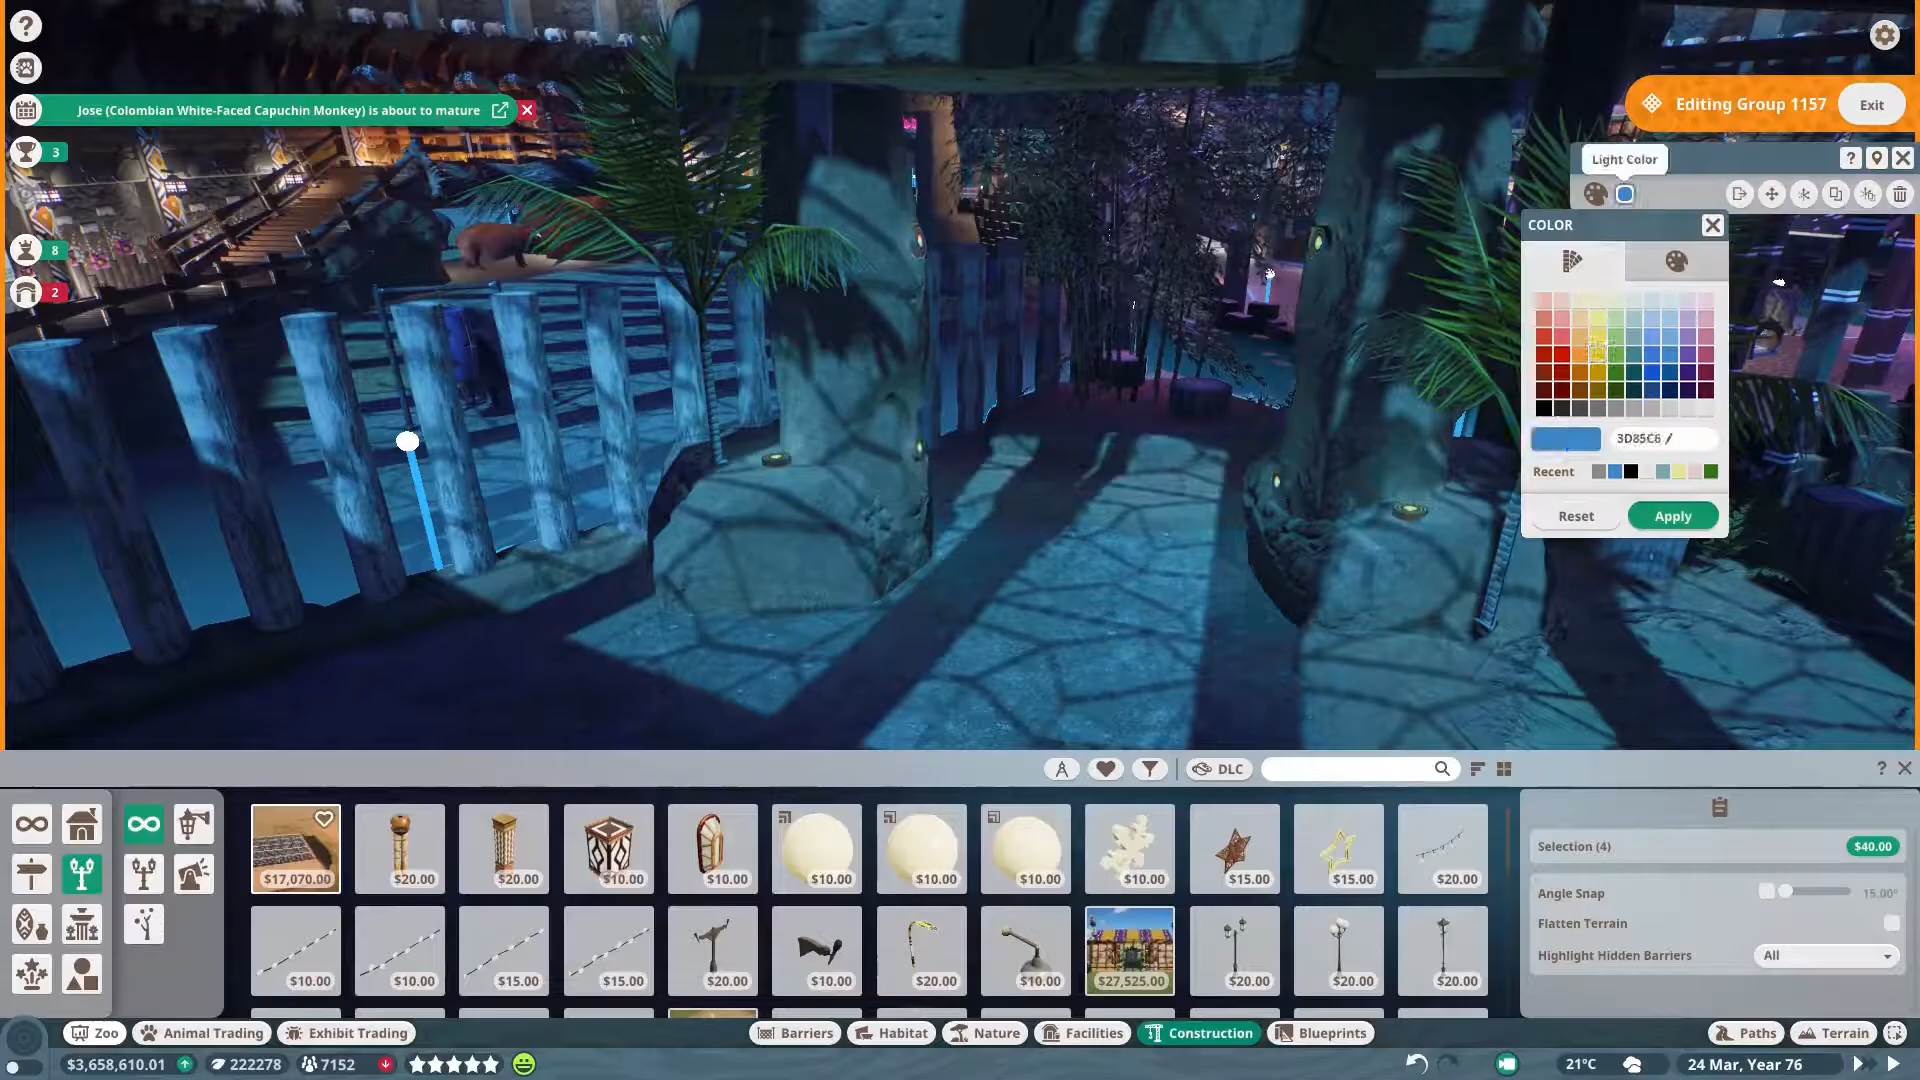 ?
Jose (Colombian White-Faced Capuchin Monkey) is about to mature
3
8
2
Editing Group 1157
Exit
Light Color
?
COLOR
3D85C6
Recent
Reset
Apply
DLC
?
$17,070.00
$20.00
$20.00
$10.00
$10.00
$10.00
$10.00
$10.00
$10.00
$15.00
$15.00
$20.00
$10.00
$10.00
$15.00
$15.00
$20.00
$10.00
$20.00
$10.00
$27,525.00
$20.00
$20.00
$20.00
Selection (4)
$40.00
Angle Snap
15.00°
Flatten Terrain
Highlight Hidden Barriers
All
Zoo
Animal Trading
Exhibit Trading
Barriers
Habitat
Nature
Facilities
Construction
Blueprints
Paths
Terrain
$3,658,610.01
222278
7152
21°C
24 Mar, Year 76